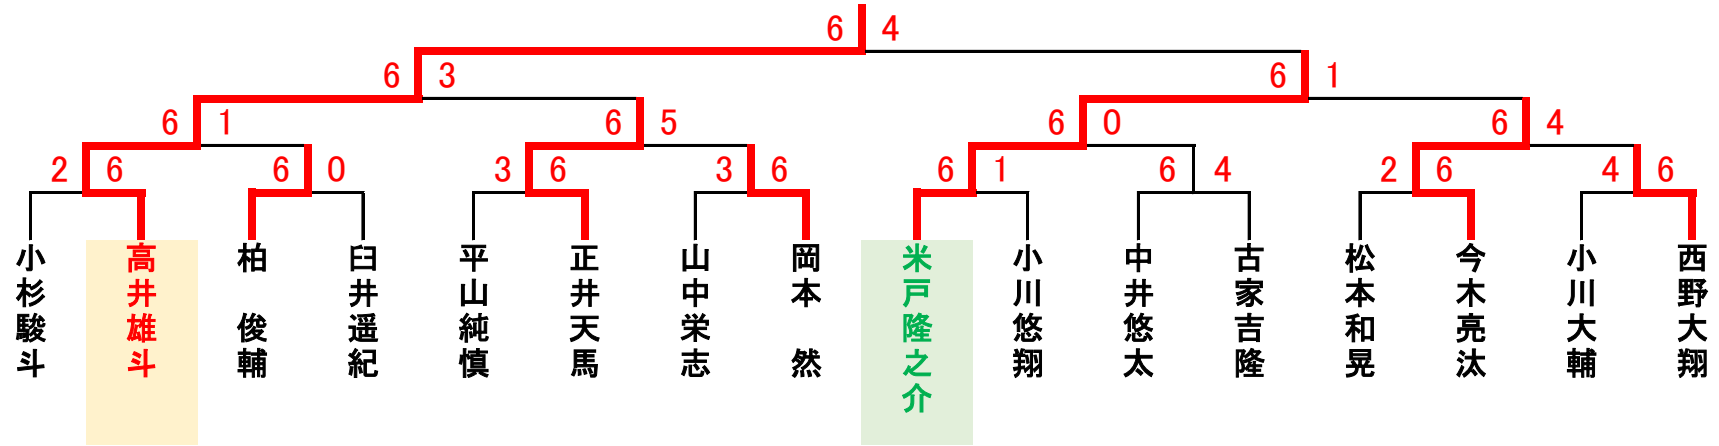 6 4
6 3 6 1
6 1 6 5 6 0 6 4
2 6 6 0 3 6 3 6 6 1 6 4 2 6 4 6
小杉駿斗
高井雄斗
柏 俊輔
臼井遥紀
平山純慎
正井天馬
山中栄志
岡本 然
米戸隆之介
小川悠翔
中井悠太
古家吉隆
松本和晃
今木亮汰
小川大輔
西野大翔